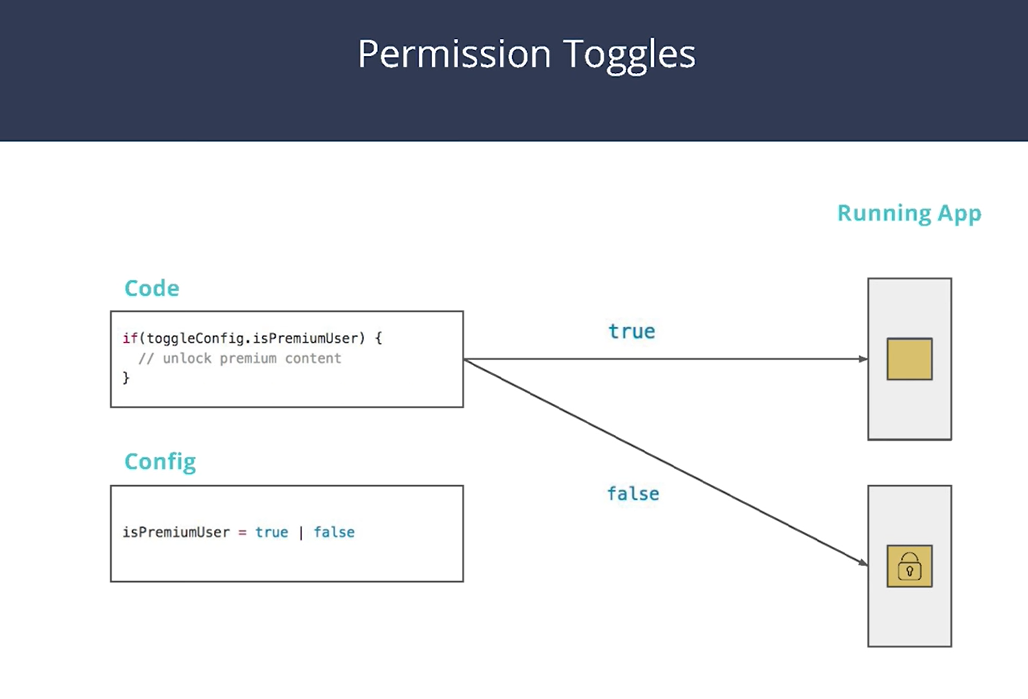 Permission Toggles
Running App
Code
if(toggleConfig.isPremiumUser) {
// unlock premium content
}
true
Config
false
isPremiumUser = true | false